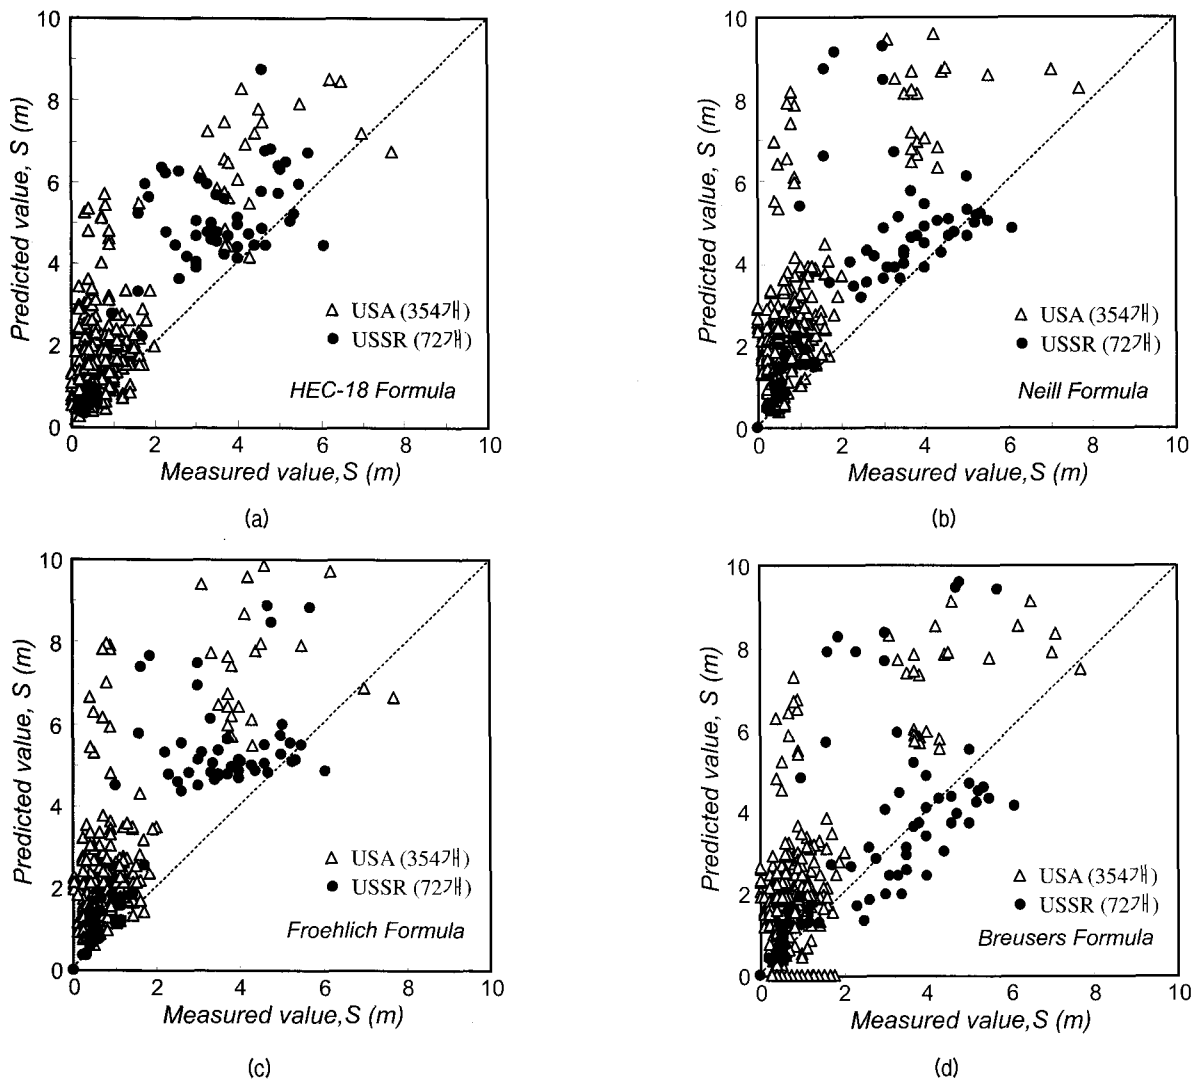 10
8
6
4
2
0
Predicted value, S (m)
0 2 4 6 8 10
Measured value, S (m)
USA (354개)
USSR (72개)
HEC-18 Formula
(a)
10
8
6
4
2
0
Predicted value, S (m)
0 2 4 6 8 10
Measured value, S (m)
USA (354개)
USSR (72개)
Neill Formula
(b)
10
8
6
4
2
0
Predicted value, S (m)
0 2 4 6 8 10
Measured value, S (m)
USA (354개)
USSR (72개)
Froehlich Formula
(c)
10
8
6
4
2
0
Predicted value, S (m)
0 2 4 6 8 10
Measured value, S (m)
USA (354개)
USSR (72개)
Breusers Formula
(d)